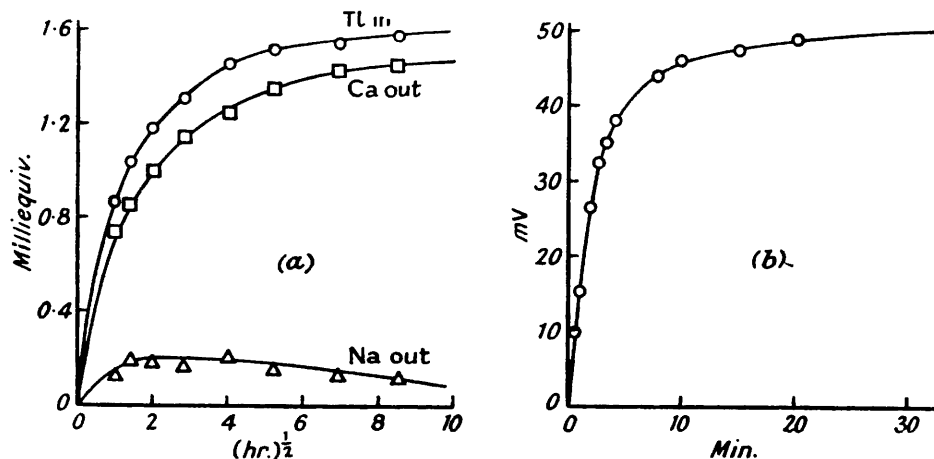 Tl in
Ca out
Na out
(a)
Milliequiv.
1·6
1·2
0·8
0·4
0
0 2 4 6 8 10
(hr.)½
(b)
mV
50
40
30
20
10
0
0 10 20 30
Min.